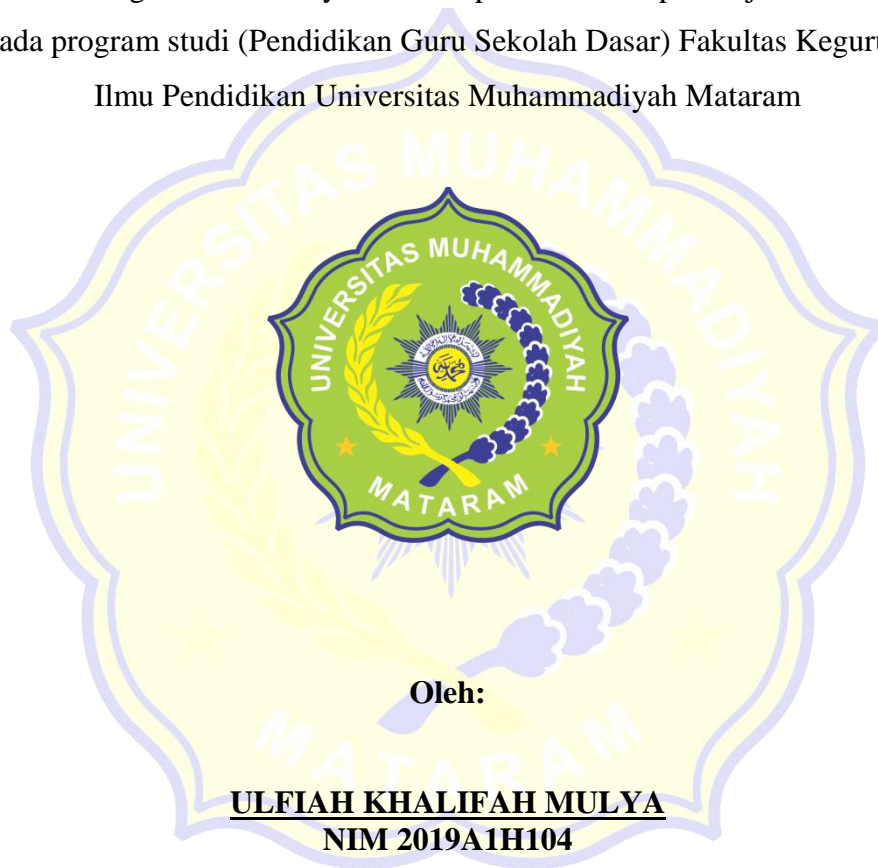 ada program studi (Pendidikan Guru Sekolah Dasar) Fakultas Kegur
Ilmu Pendidikan Universitas Muhammadiyah Mataram
UNIVERSITAS MUHAMMADIYAH
MATARAM
Oleh:
ULFIAH KHALIFAH MULYA
NIM 2019A1H104